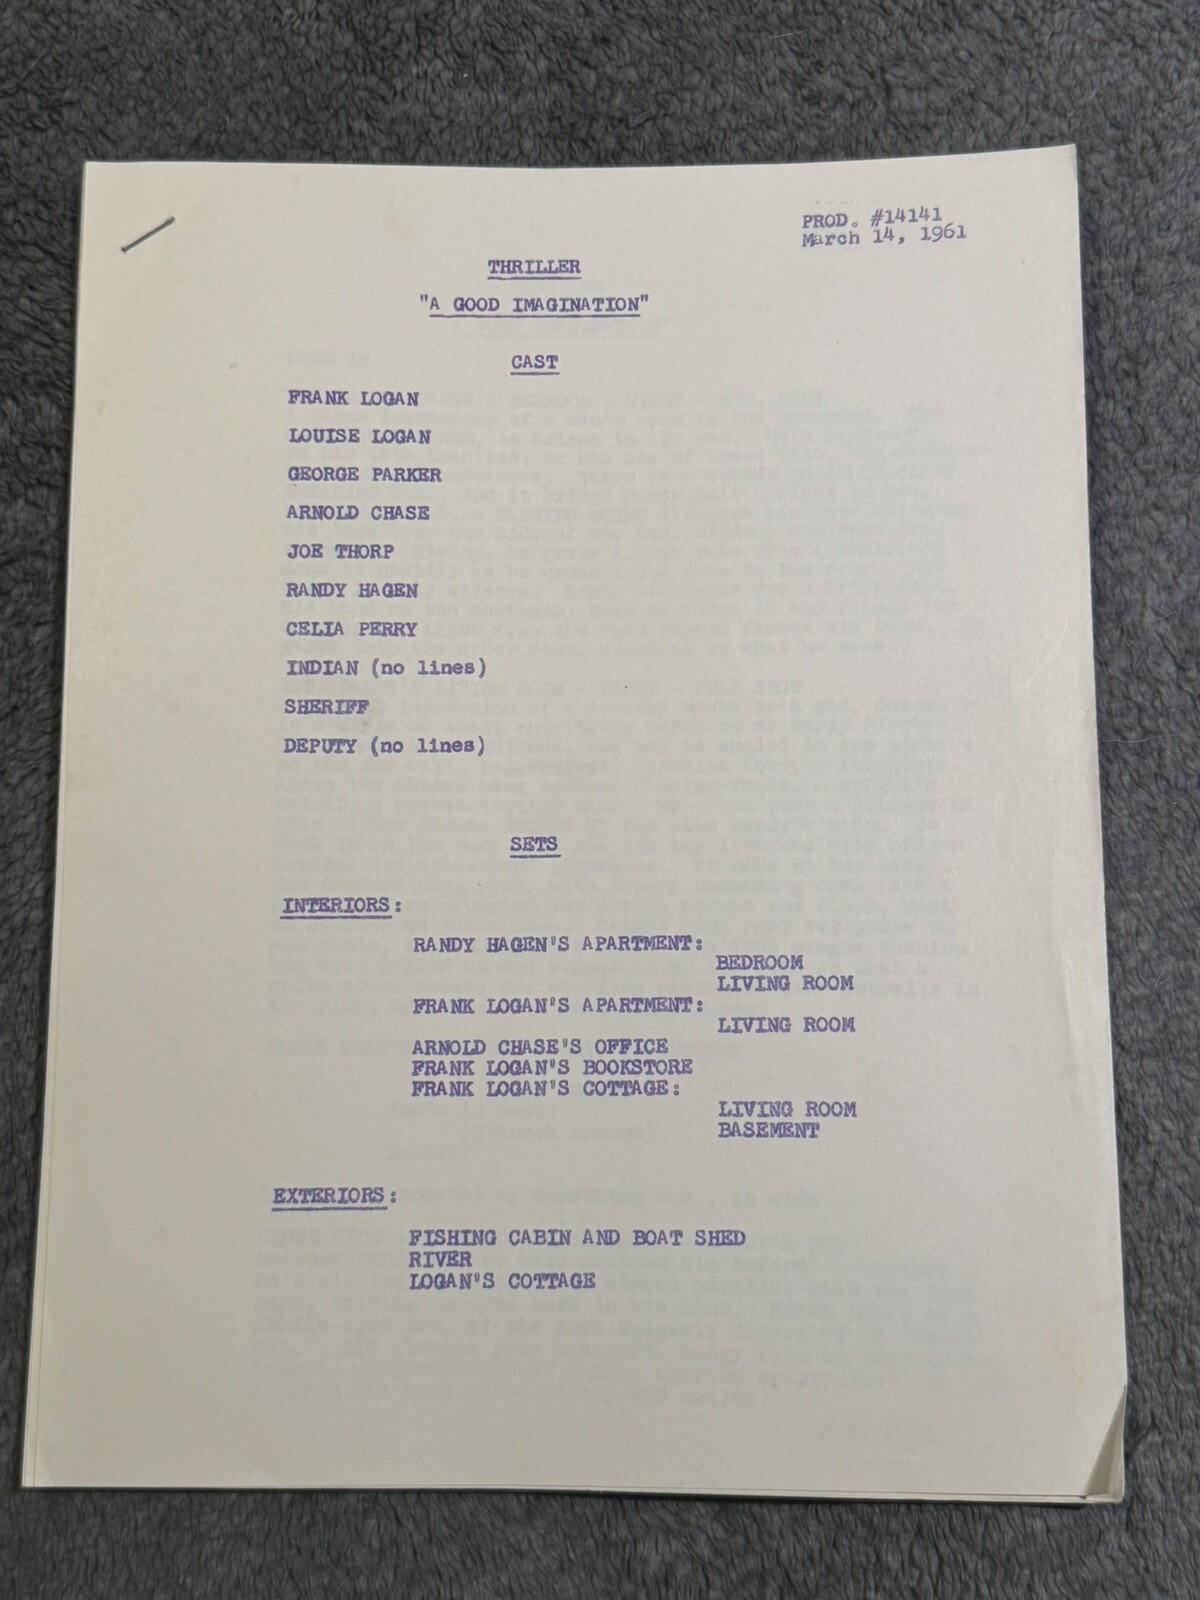 PROD. #14141
March 14, 1961
THRILLER
"A GOOD IMAGINATION"
CAST
FRANK LOGAN
LOUISE LOGAN
GEORGE PARKER
ARNOLD CHASE
JOE THORP
RANDY HAGEN
CELIA PERRY
INDIAN (no lines)
SHERIFF
DEPUTY (no lines)
SETS
INTERIORS:
RANDY HAGEN'S APARTMENT:
BEDROOM
LIVING ROOM
FRANK LOGAN'S APARTMENT:
LIVING ROOM
ARNOLD CHASE'S OFFICE
FRANK LOGAN'S BOOKSTORE
FRANK LOGAN'S COTTAGE:
LIVING ROOM
BASEMENT
EXTERIORS:
FISHING CABIN AND BOAT SHED
RIVER
LOGAN'S COTTAGE